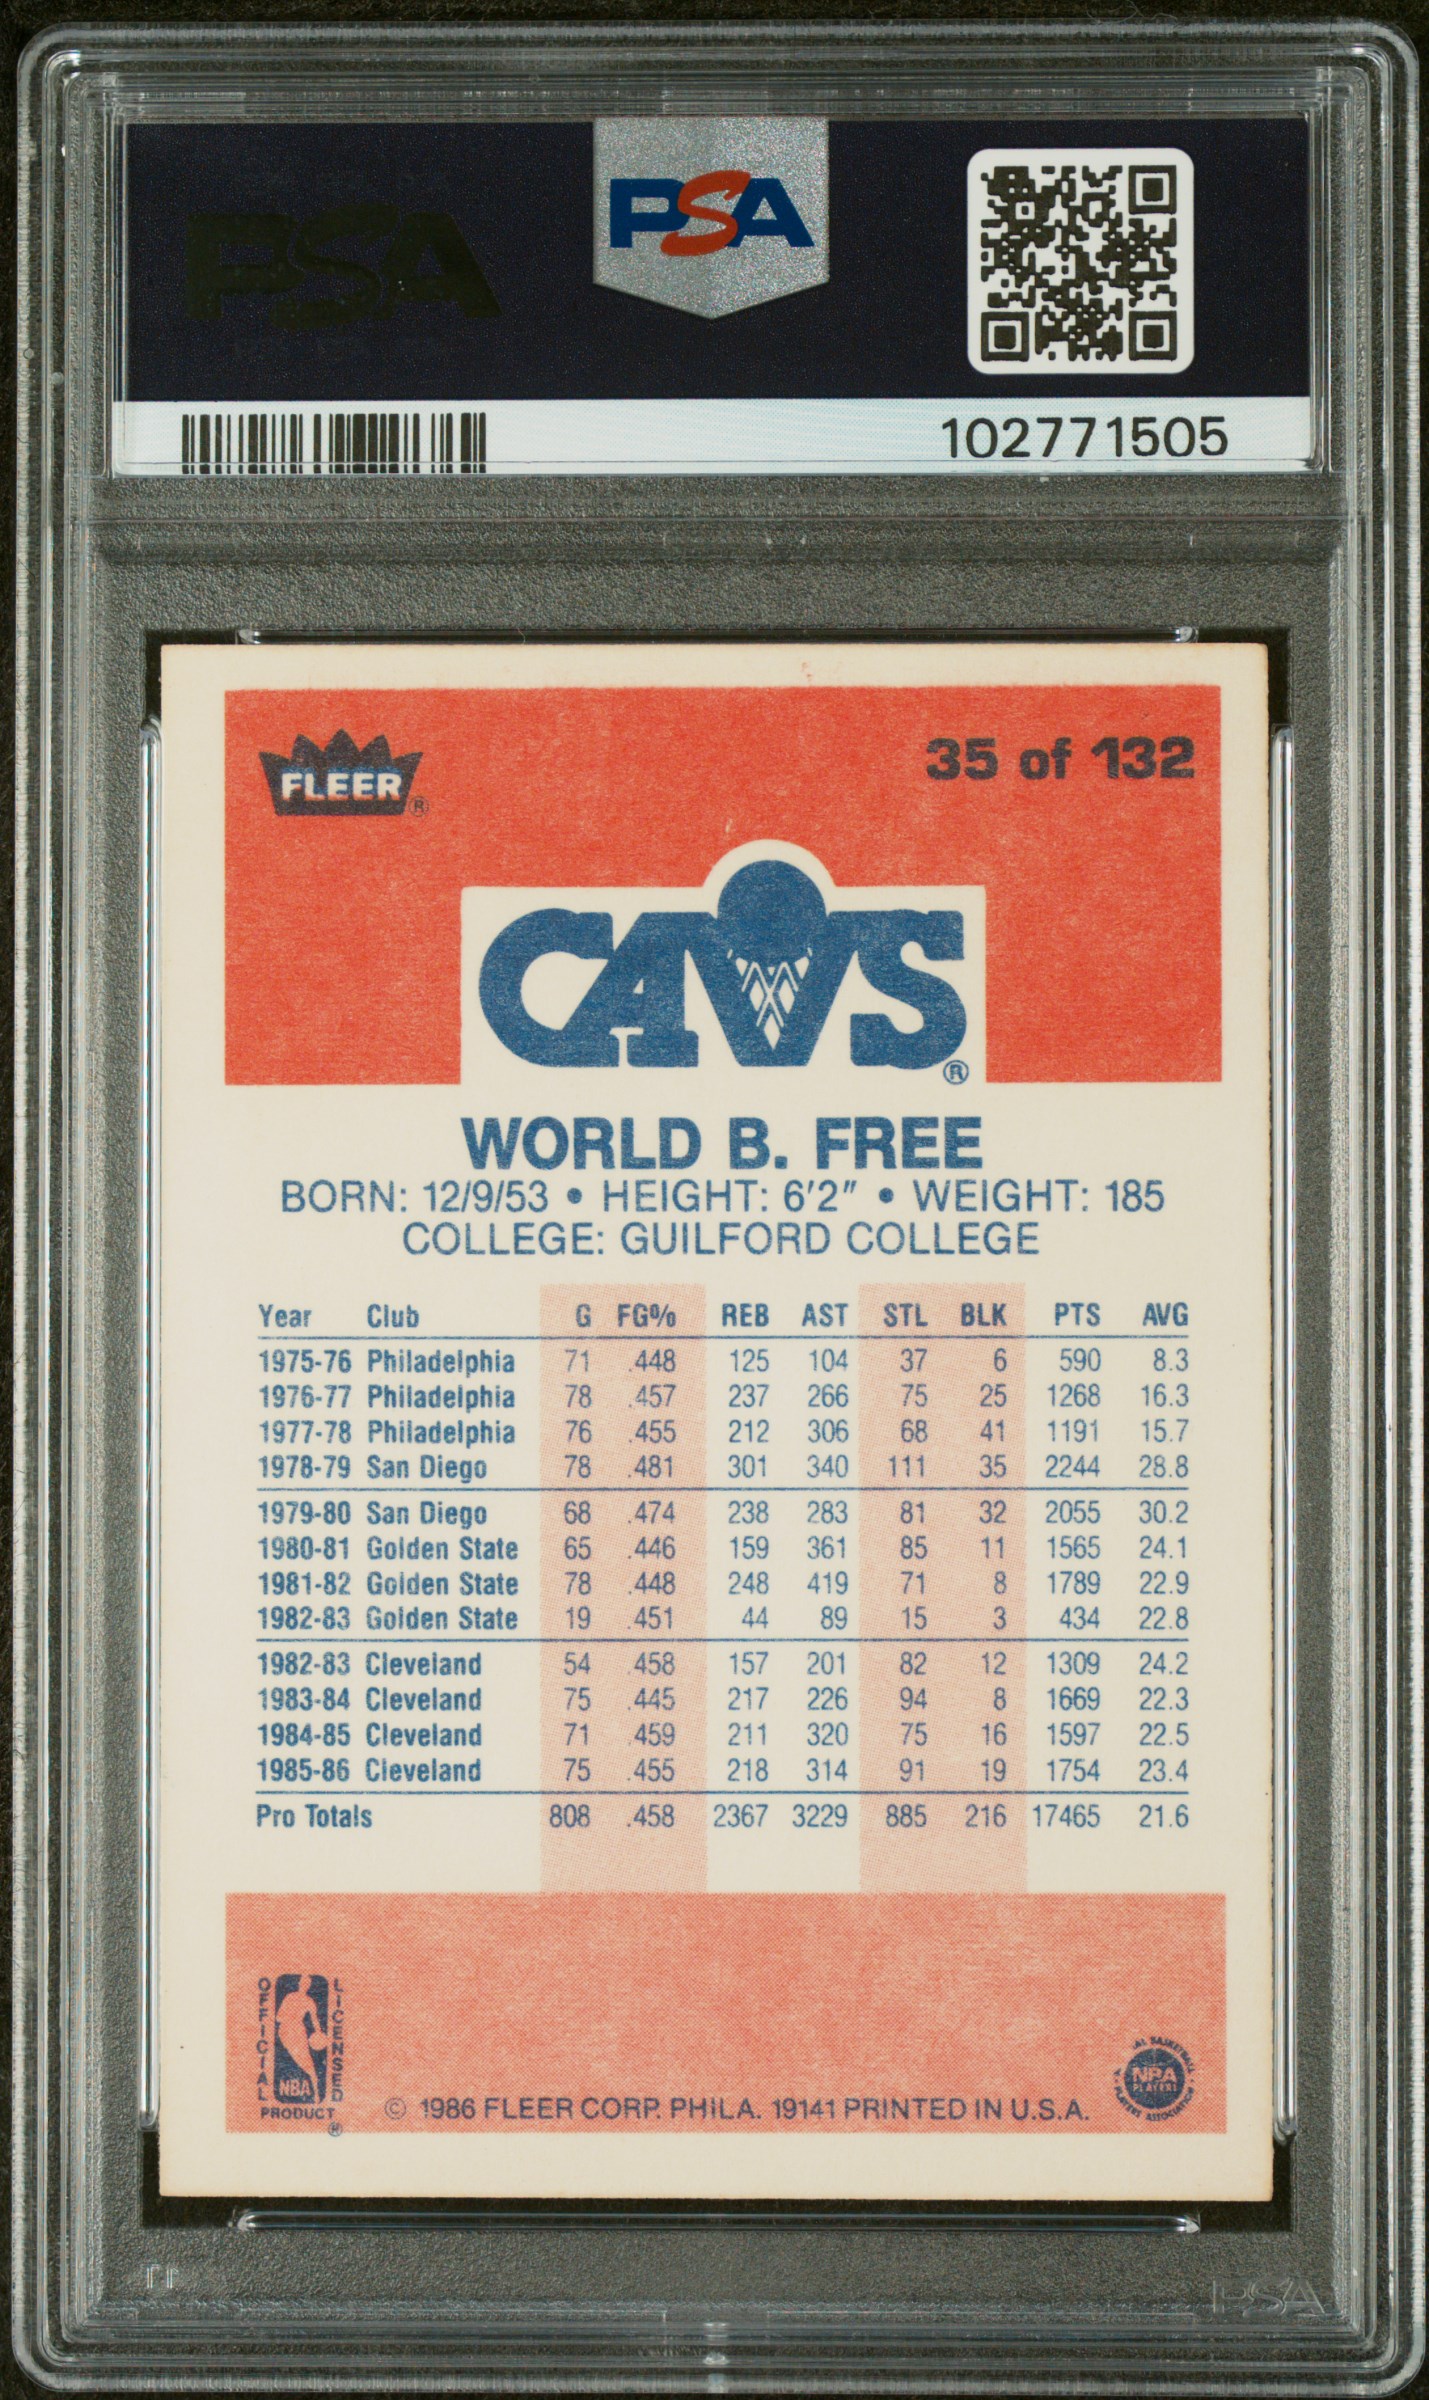 PSA
PSA
102771505
FLEER®
35 of 132
CAVS®
WORLD B. FREE
BORN: 12/9/53 • HEIGHT: 6'2" • WEIGHT: 185
COLLEGE: GUILFORD COLLEGE
Year Club G FG% REB AST STL BLK PTS AVG
1975-76 Philadelphia 71 .448 125 104 37 6 590 8.3
1976-77 Philadelphia 78 .457 237 266 75 25 1268 16.3
1977-78 Philadelphia 76 .455 212 306 68 41 1191 15.7
1978-79 San Diego 78 .481 301 340 111 35 2244 28.8
1979-80 San Diego 68 .474 238 283 81 32 2055 30.2
1980-81 Golden State 65 .446 159 361 85 11 1565 24.1
1981-82 Golden State 78 .448 248 419 71 8 1789 22.9
1982-83 Golden State 19 .451 44 89 15 3 434 22.8
1982-83 Cleveland 54 .458 157 201 82 12 1309 24.2
1983-84 Cleveland 75 .445 217 226 94 8 1669 22.3
1984-85 Cleveland 71 .459 211 320 75 16 1597 22.5
1985-86 Cleveland 75 .455 218 314 91 19 1754 23.4
Pro Totals 808 .458 2367 3229 885 216 17465 21.6
OFFICIAL LICENSED
NBA
PRODUCT®
© 1986 FLEER CORP. PHILA. 19141 PRINTED IN U.S.A.
AL BASKETBALL
PLAYERS
PLAYERS ASSOCIATION
PSA